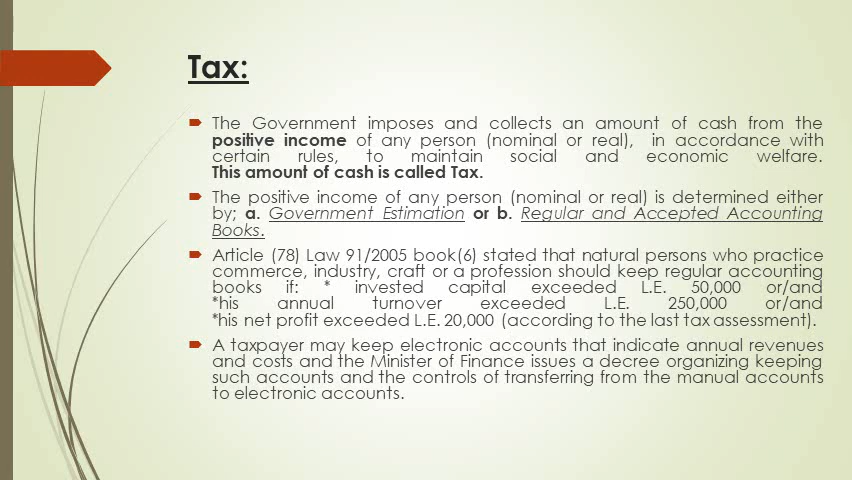 Tax:
The Government imposes and collects an amount of cash from the
positive income of any person (nominal or real), in accordance with
certain rules, to maintain social and economic welfare.
This amount of cash is called Tax.
The positive income of any person (nominal or real) is determined either
by; a. Government Estimation or b. Regular and Accepted Accounting
Books.
Article (78) Law 91/2005 book(6) stated that natural persons who practice
commerce, industry, craft or a profession should keep regular accounting
books if: * invested capital exceeded L.E. 50,000 or/and
*his annual turnover exceeded L.E. 250,000 or/and
*his net profit exceeded L.E. 20,000 (according to the last tax assessment).
A taxpayer may keep electronic accounts that indicate annual revenues
and costs and the Minister of Finance issues a decree organizing keeping
such accounts and the controls of transferring from the manual accounts
to electronic accounts.